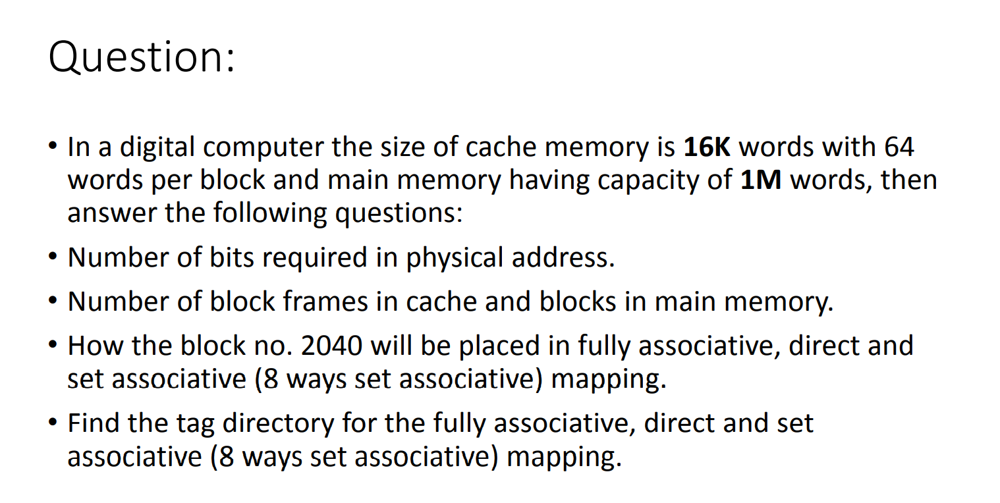 Question:
• In a digital computer the size of cache memory is 16K words with 64
words per block and main memory having capacity of 1M words, then
answer the following questions:
• Number of bits required in physical address.
• Number of block frames in cache and blocks in main memory.
• How the block no. 2040 will be placed in fully associative, direct and
set associative (8 ways set associative) mapping.
• Find the tag directory for the fully associative, direct and set
associative (8 ways set associative) mapping.